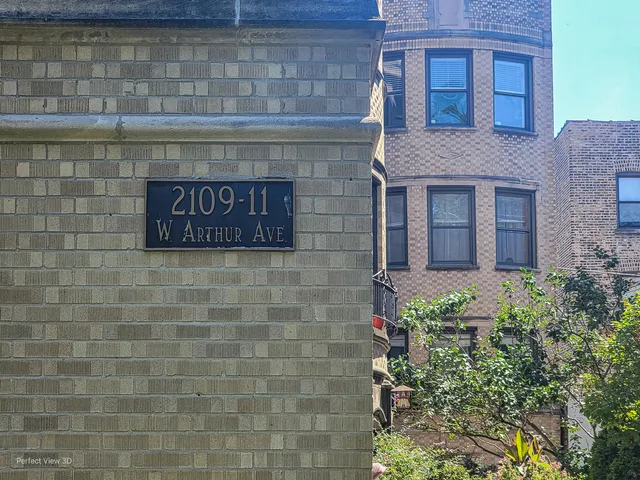 2109-11
W. ARTHUR AVE
Perfect View 3D